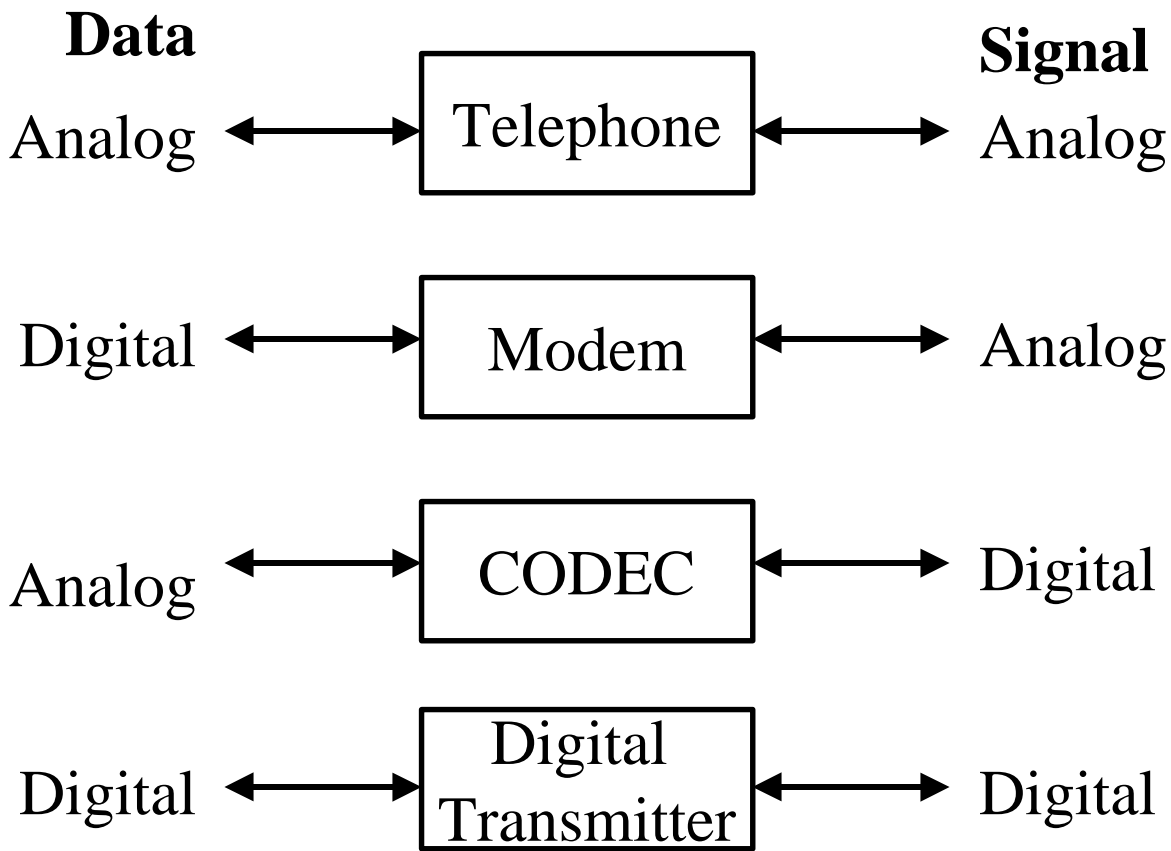 Data Signal
Analog Telephone Analog
Digital Modem Analog
Analog CODEC Digital
Digital Digital Digital
Transmitter